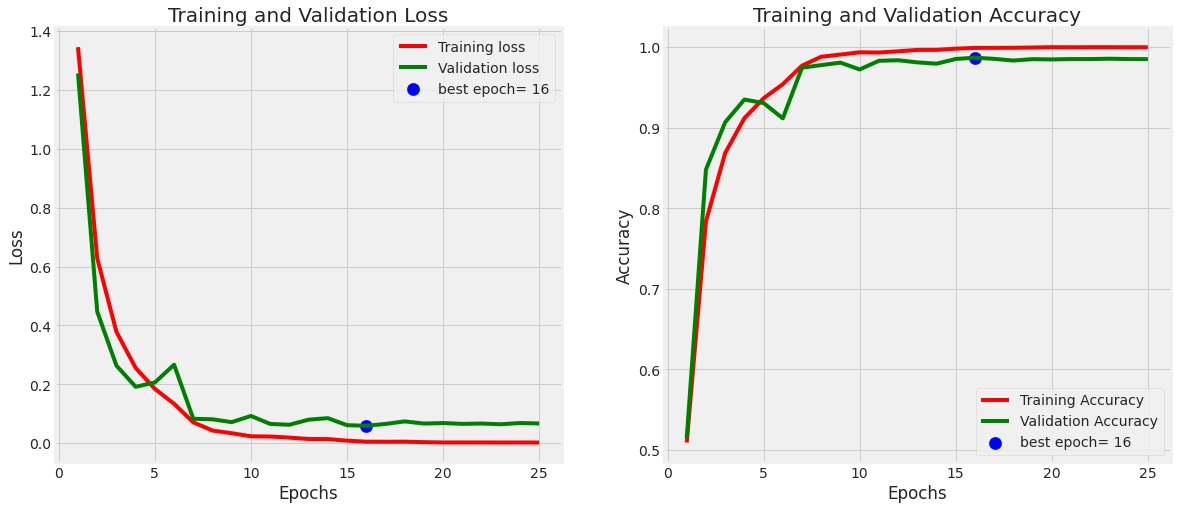 Training and Validation Loss
1.4
1.2
1.0
0.8
0.6
0.4
0.2
0.0
Loss
Training loss
Validation loss
best epoch= 16
0
5
10
15
20
25
Epochs
Training and Validation Accuracy
1.0
0.9
0.8
0.7
0.6
0.5
Accuracy
Training Accuracy
Validation Accuracy
best epoch= 16
0
5
10
15
20
25
Epochs